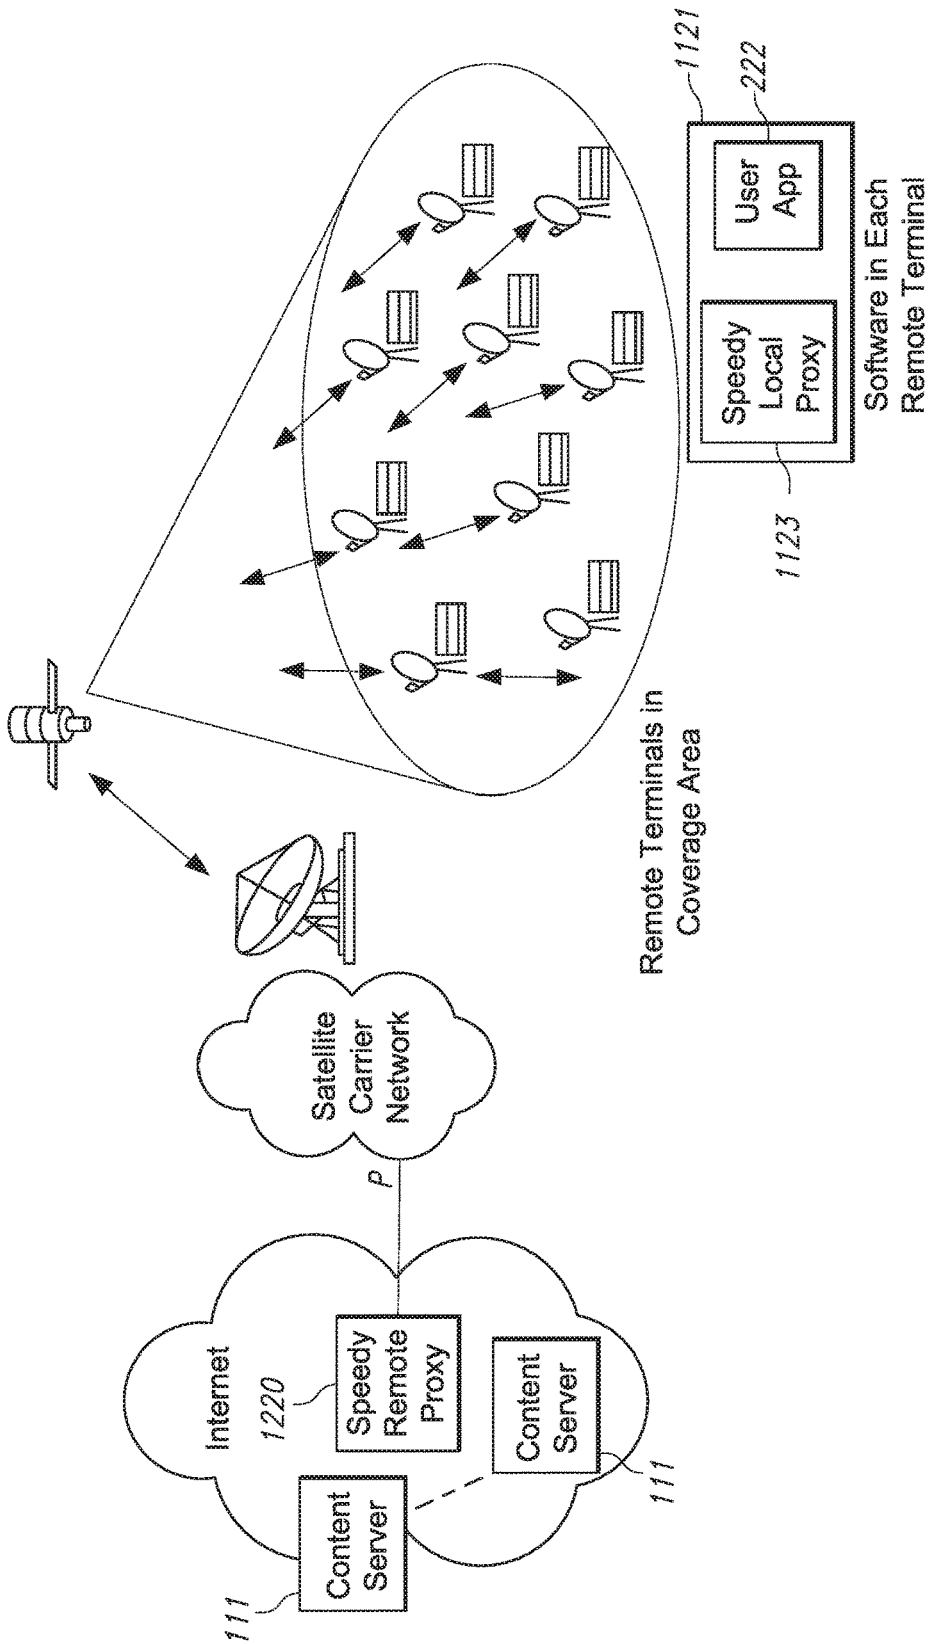 111
Content
Server
Internet
1220
Speedy
Remote
Proxy
Content
Server
111
P
Satellite
Carrier
Network
Remote Terminals in
Coverage Area
1123
Speedy
Local
Proxy
User
App
1121
222
Software in Each
Remote Terminal